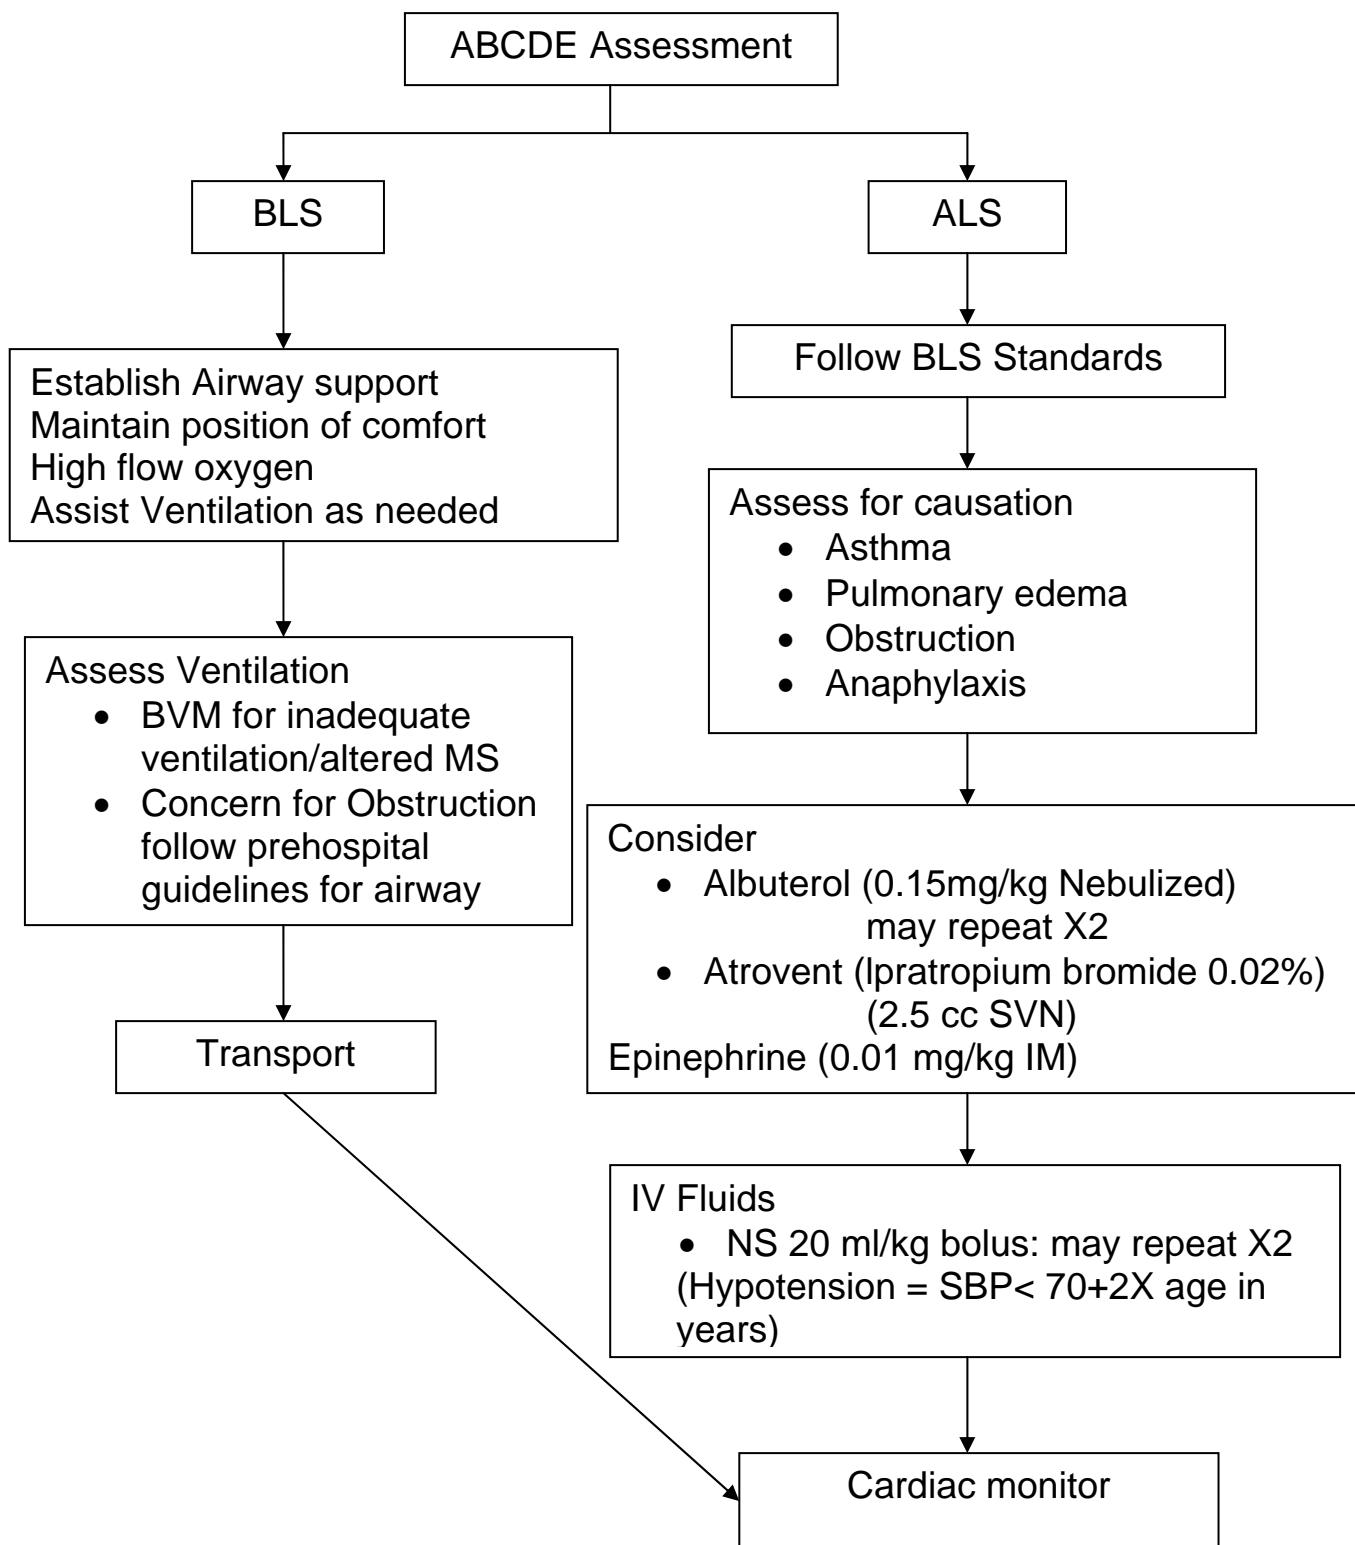 ABCDE Assessment
BLS
ALS
Establish Airway support
Maintain position of comfort
High flow oxygen
Assist Ventilation as needed
Follow BLS Standards
Assess for causation
• Asthma
• Pulmonary edema
• Obstruction
• Anaphylaxis
Assess Ventilation
• BVM for inadequate
ventilation/altered MS
• Concern for Obstruction
follow prehospital
guidelines for airway
Consider
• Albuterol (0.15mg/kg Nebulized)
may repeat X2
• Atrovent (Ipratropium bromide 0.02%)
(2.5 cc SVN)
Epinephrine (0.01 mg/kg IM)
Transport
IV Fluids
• NS 20 ml/kg bolus: may repeat X2
(Hypotension = SBP< 70+2X age in
years)
Cardiac monitor